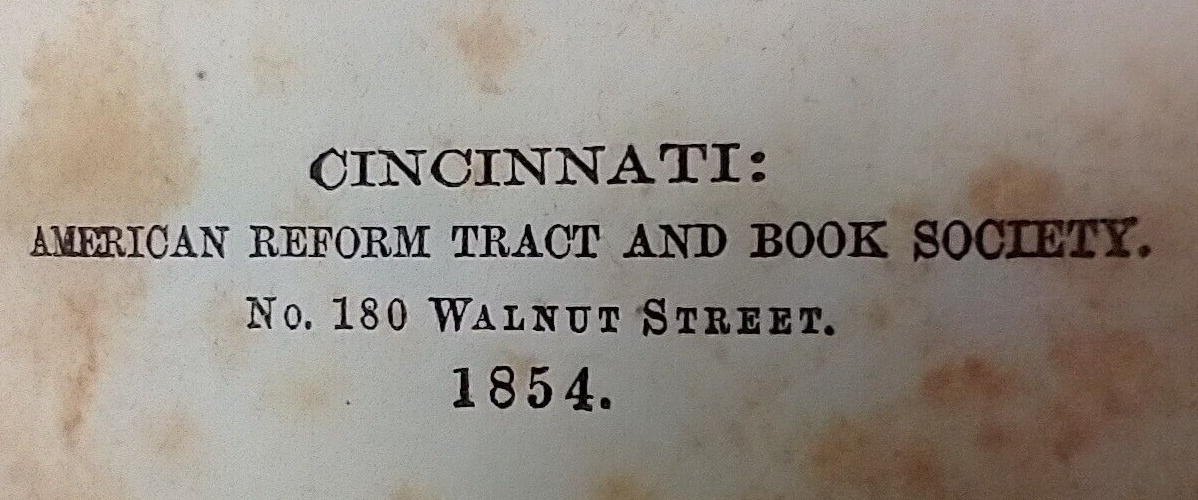 CINCINNATI:
AMERICAN REFORM TRACT AND BOOK SOCIETY.
No. 180 WALNUT STREET.
1854.